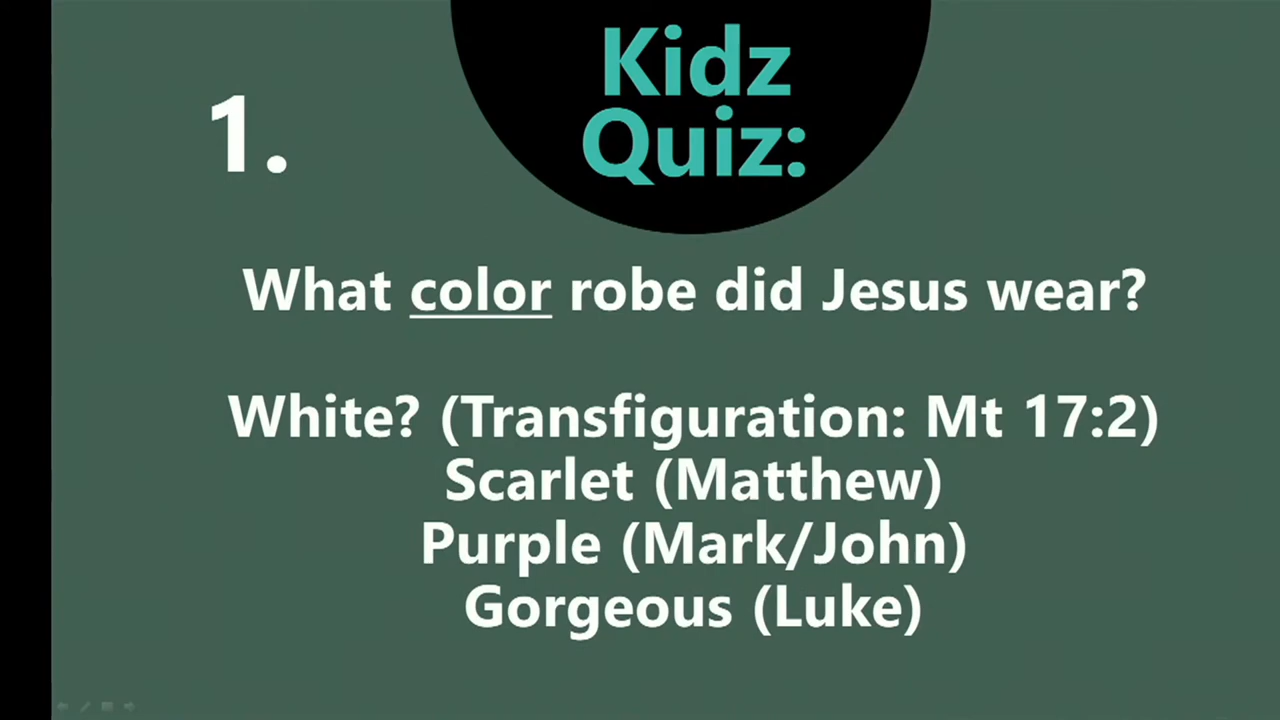 Kidz
Quiz:
1.
What color robe did Jesus wear?
White? (Transfiguration: Mt 17:2)
Scarlet (Matthew)
Purple (Mark/John)
Gorgeous (Luke)